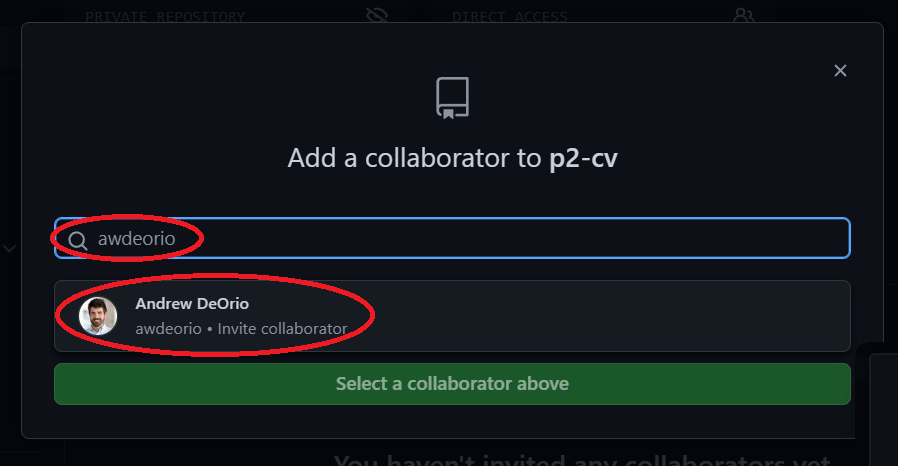 PRIVATE REPOSITORY
DIRECT ACCESS
Add a collaborator to p2-cv
awdeorio
Andrew DeOrio
awdeorio • Invite collaborator
Select a collaborator above
You haven't invited any collaborators yet